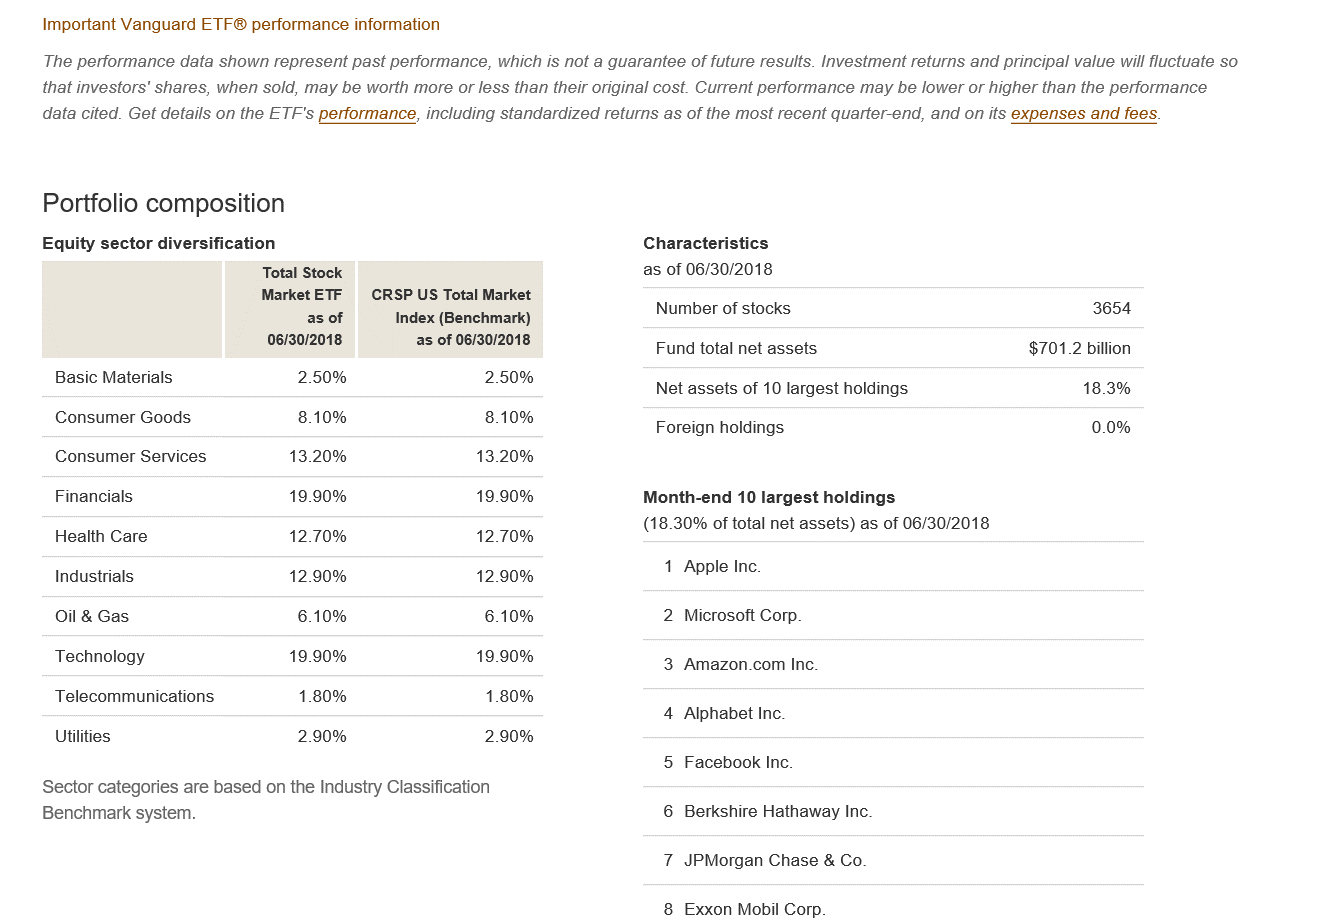 Important Vanguard ETF® performance information
The performance data shown represent past performance, which is not a guarantee of future results. Investment returns and principal value will fluctuate so
that investors' shares, when sold, may be worth more or less than their original cost. Current performance may be lower or higher than the performance
data cited. Get details on the ETF's performance, including standardized returns as of the most recent quarter-end, and on its expenses and fees.
Portfolio composition
Equity sector diversification
Total Stock
Market ETF
as of
06/30/2018
CRSP US Total Market
Index (Benchmark)
as of 06/30/2018
Basic Materials 2.50% 2.50%
Consumer Goods 8.10% 8.10%
Consumer Services 13.20% 13.20%
Financials 19.90% 19.90%
Health Care 12.70% 12.70%
Industrials 12.90% 12.90%
Oil & Gas 6.10% 6.10%
Technology 19.90% 19.90%
Telecommunications 1.80% 1.80%
Utilities 2.90% 2.90%
Sector categories are based on the Industry Classification
Benchmark system.
Characteristics
as of 06/30/2018
Number of stocks 3654
Fund total net assets $701.2 billion
Net assets of 10 largest holdings 18.3%
Foreign holdings 0.0%
Month-end 10 largest holdings
(18.30% of total net assets) as of 06/30/2018
1 Apple Inc.
2 Microsoft Corp.
3 Amazon.com Inc.
4 Alphabet Inc.
5 Facebook Inc.
6 Berkshire Hathaway Inc.
7 JPMorgan Chase & Co.
8 Exxon Mobil Corp.